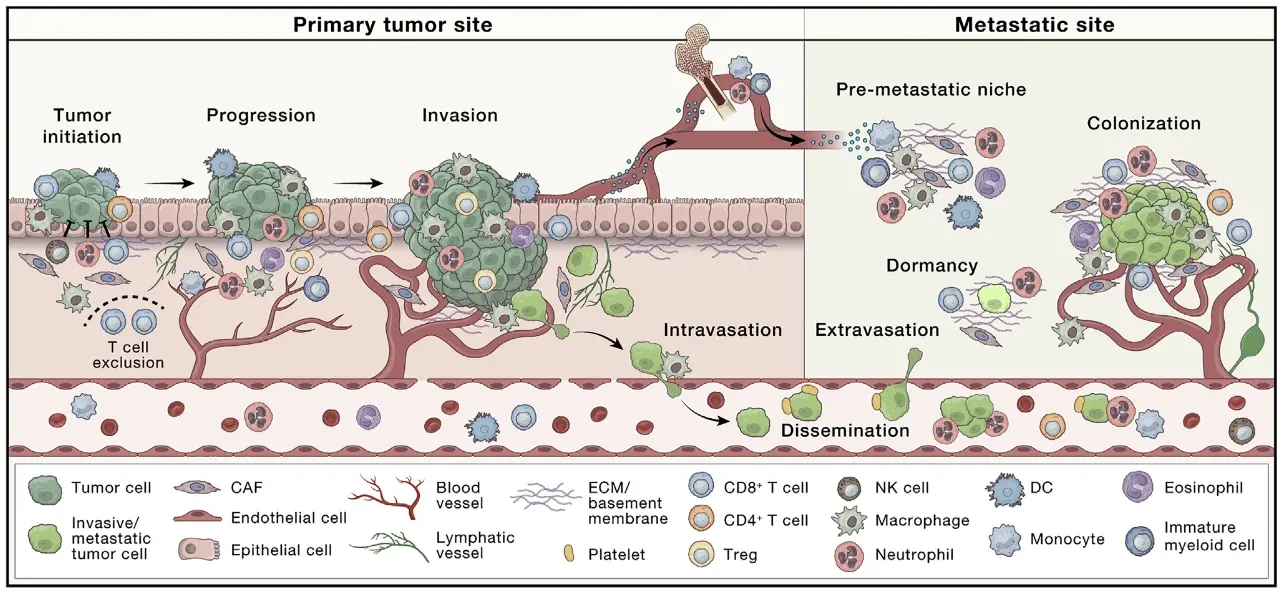 Primary tumor site
Metastatic site
Tumor
initiation
Progression
Invasion
Pre-metastatic niche
Colonization
Dormancy
T cell
exclusion
Intravasation
Extravasation
Dissemination
Tumor cell
Invasive/
metastatic
tumor cell
CAF
Endothelial cell
Epithelial cell
Blood
vessel
Lymphatic
vessel
ECM/
basement
membrane
Platelet
CD8⁺ T cell
CD4⁺ T cell
Treg
NK cell
Macrophage
Neutrophil
DC
Monocyte
Eosinophil
Immature
myeloid cell